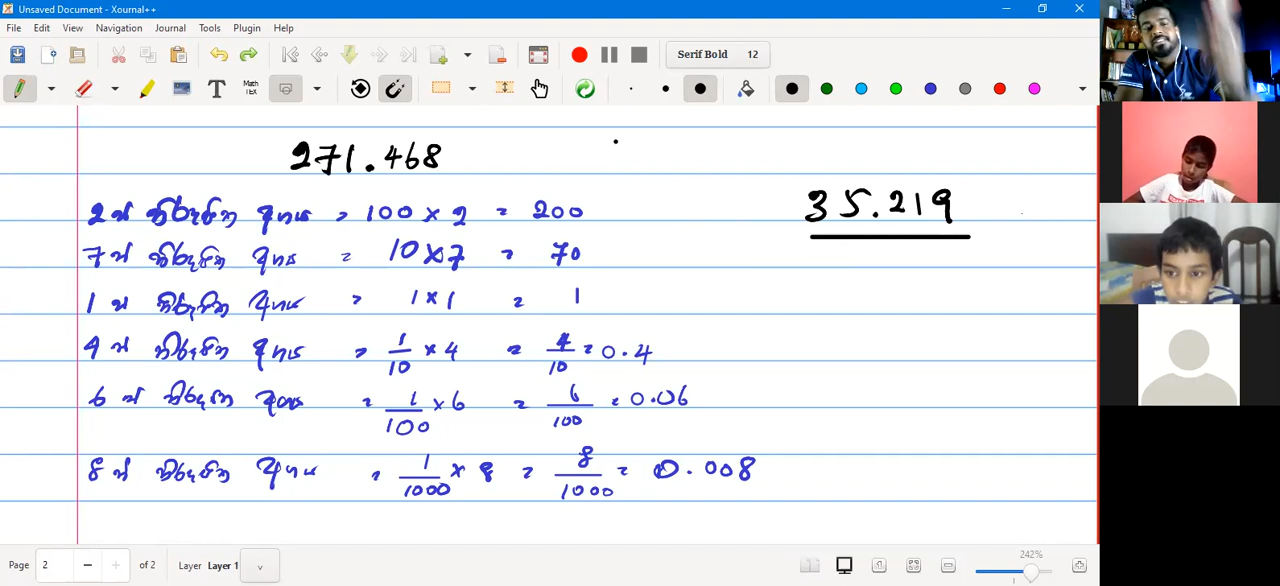 Unsaved Document - Xournal++
File Edit View Navigation Journal Tools Plugin Help
Serif Bold 12
271.468
35.219
2 න් නිරූපිත අගය = 100 × 2 = 200
7 න් නිරූපිත අගය = 10 × 7 = 70
1 න් නිරූපිත අගය = 1 × 1 = 1
4 න් නිරූපිත අගය = 1/10 × 4 = 4/10 = 0.4
6 න් නිරූපිත අගය = 1/100 × 6 = 6/100 = 0.06
8 න් නිරූපිත අගය = 1/1000 × 8 = 8/1000 = 0.008
Page 2 of 2 Layer Layer 1 242%